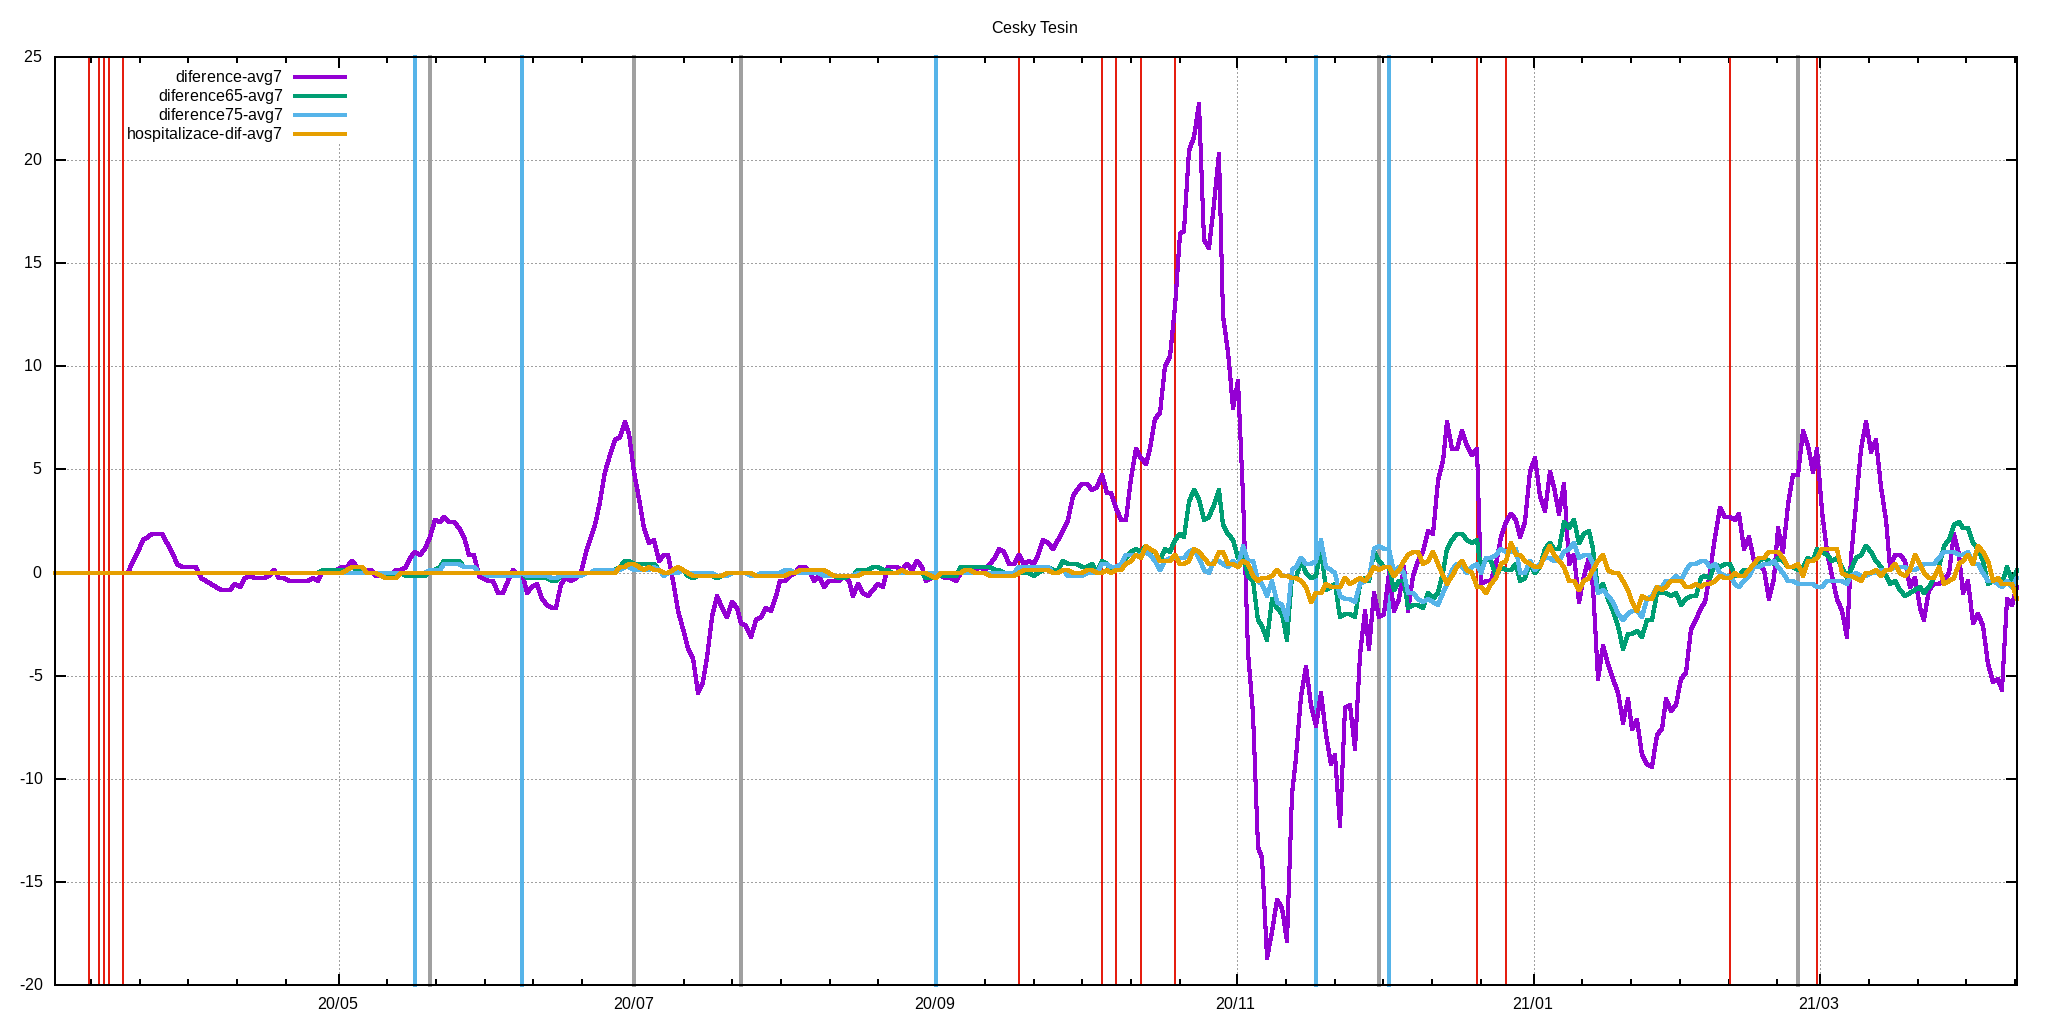 Cesky Tesin
25
20
15
10
5
0
-5
-10
-15
-20
diference-avg7
diference65-avg7
diference75-avg7
hospitalizace-dif-avg7
20/05 20/07 20/09 20/11 21/01 21/03